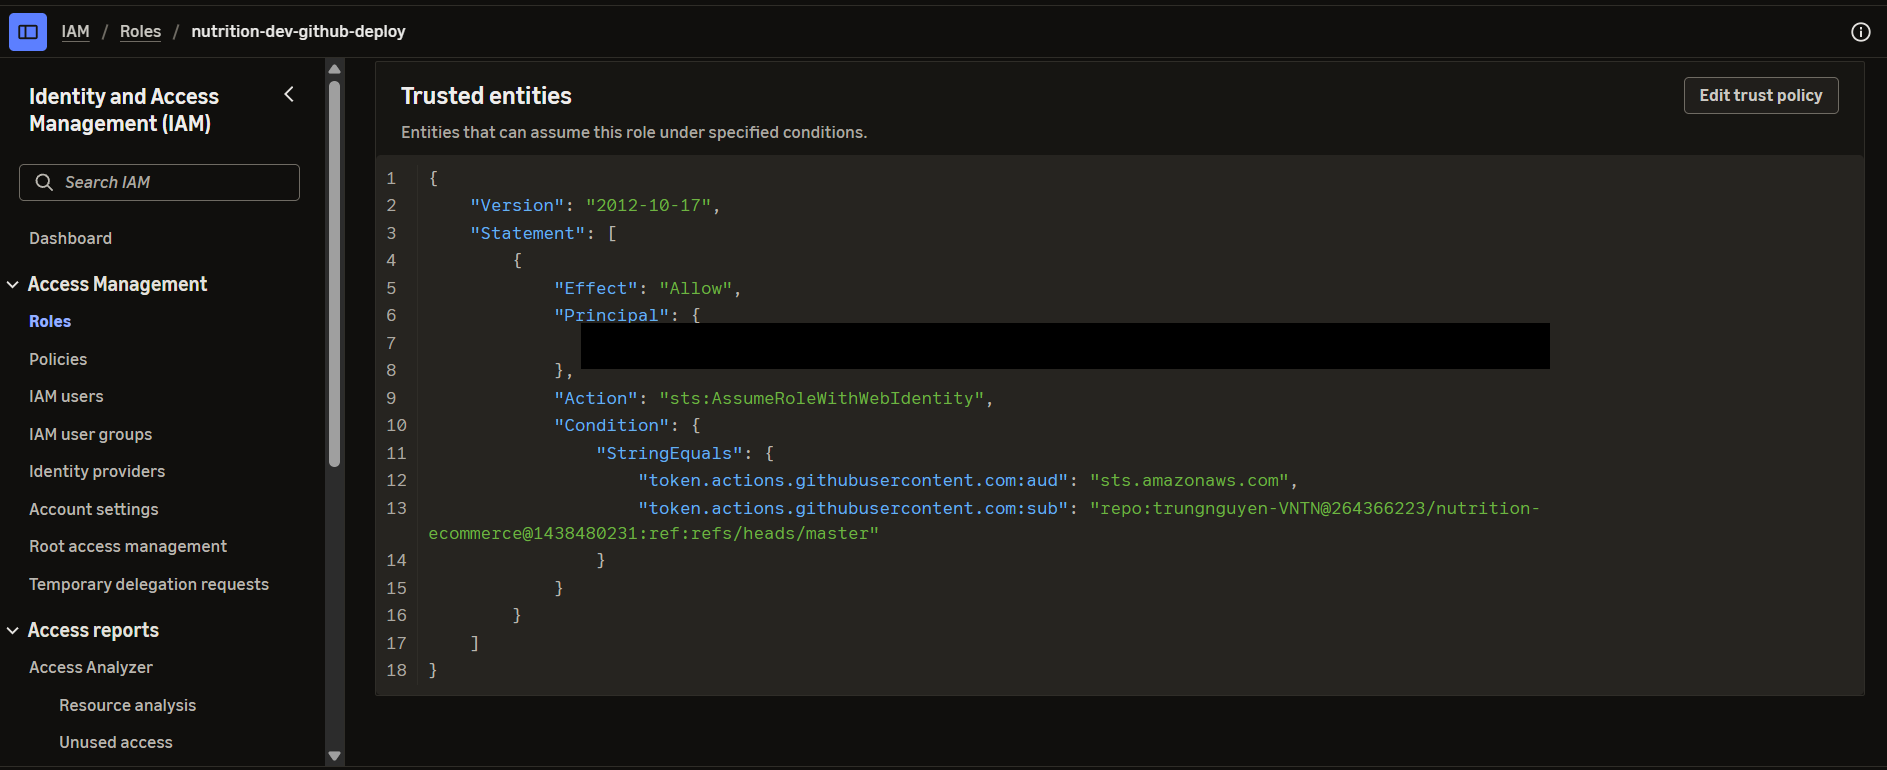 IAM / Roles / nutrition-dev-github-deploy
Identity and Access
Management (IAM)
Search IAM
Dashboard
Access Management
Roles
Policies
IAM users
IAM user groups
Identity providers
Account settings
Root access management
Temporary delegation requests
Access reports
Access Analyzer
Resource analysis
Unused access
Trusted entities
Edit trust policy
Entities that can assume this role under specified conditions.
1 {
2 "Version": "2012-10-17",
3 "Statement": [
4 {
5 "Effect": "Allow",
6 "Principal": {
7
8 },
9 "Action": "sts:AssumeRoleWithWebIdentity",
10 "Condition": {
11 "StringEquals": {
12 "token.actions.githubusercontent.com:aud": "sts.amazonaws.com",
13 "token.actions.githubusercontent.com:sub": "repo:trungnguyen-VNTN@264366223/nutrition-
ecommerce@1438480231:ref:refs/heads/master"
14 }
15 }
16 }
17 ]
18 }